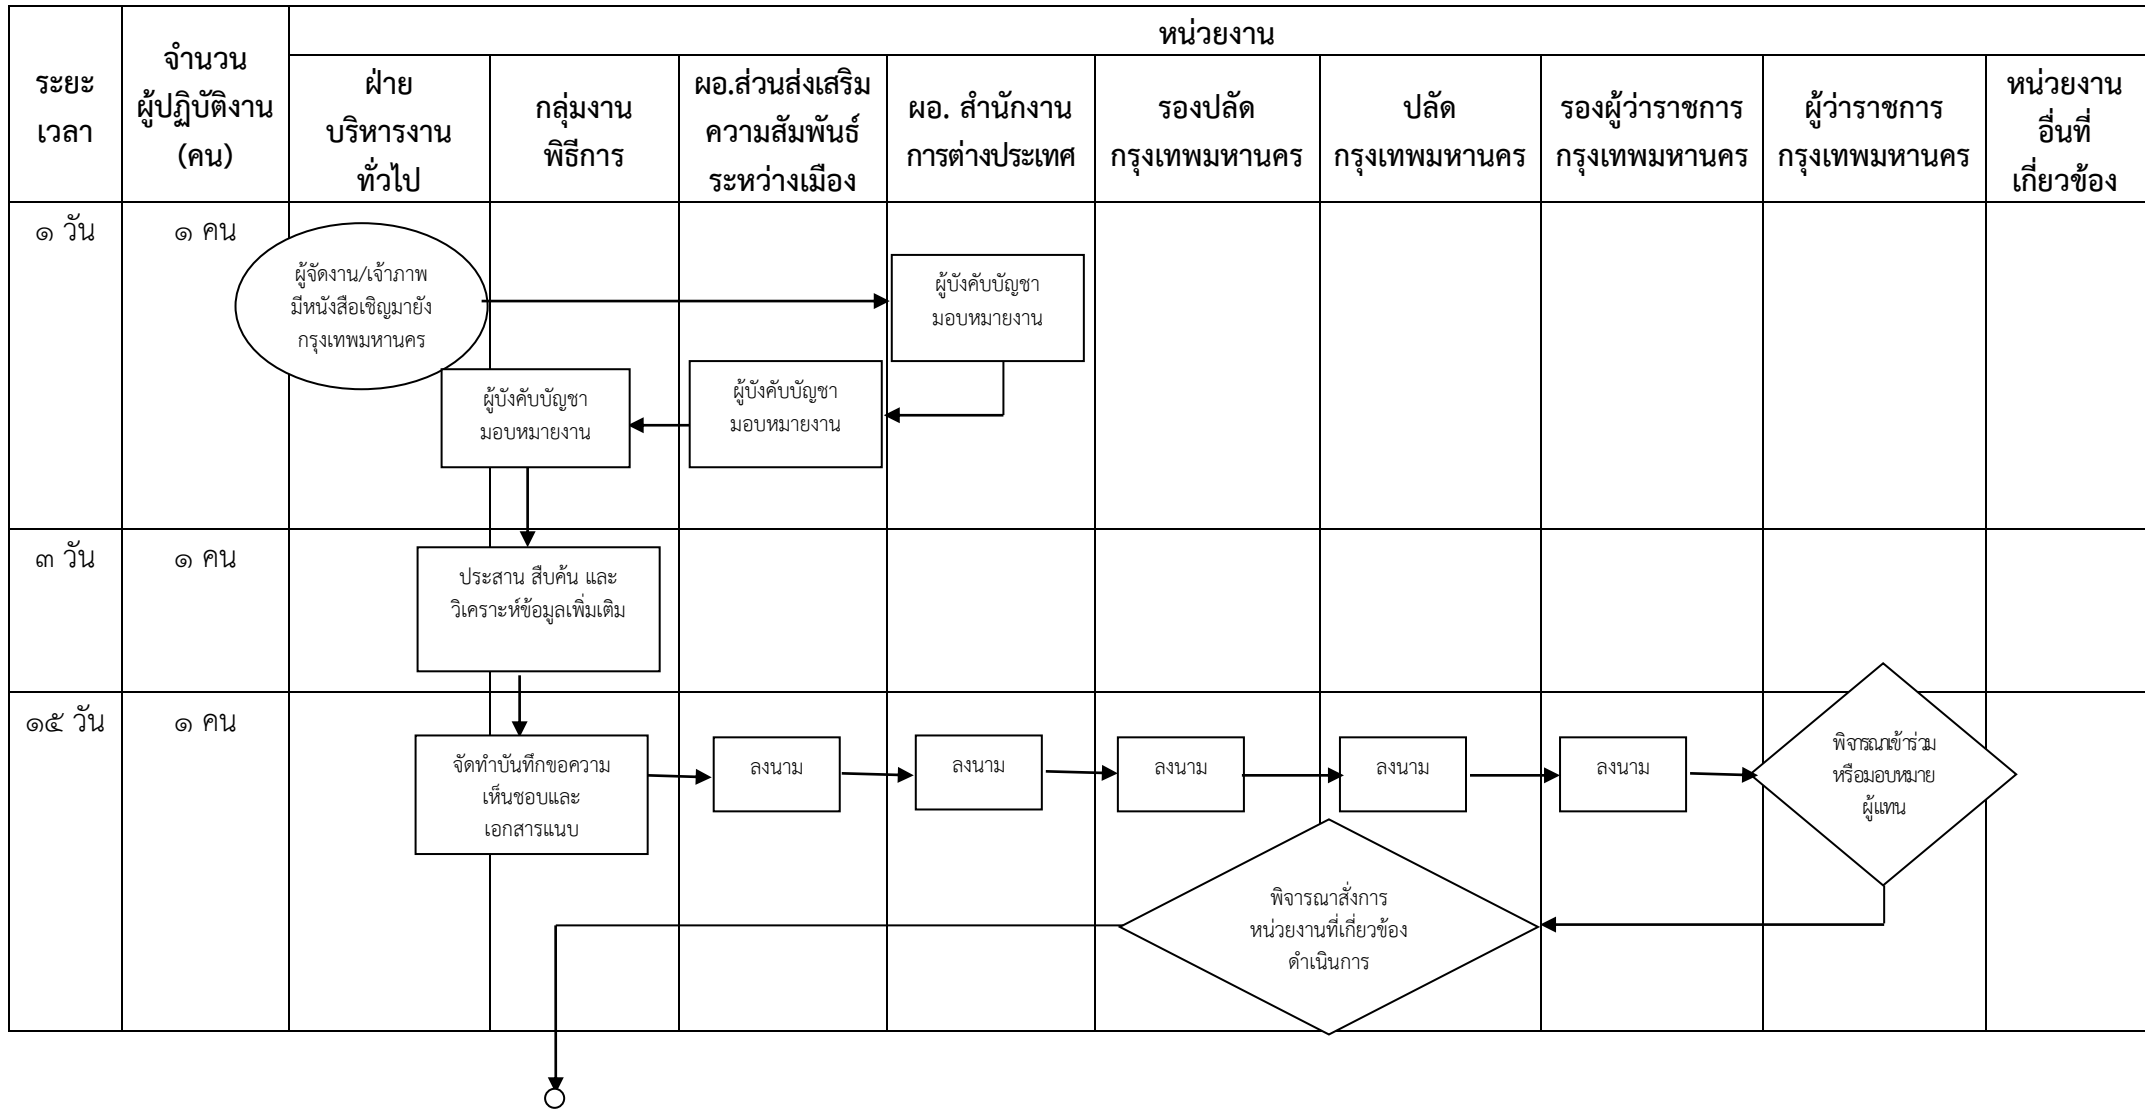 หน่วยงาน
ระยะ
เวลา
จำนวน
ผู้ปฏิบัติงาน
(คน)
ฝ่าย
บริหารงาน
ทั่วไป
กลุ่มงาน
พิธีการ
ผอ.ส่วนส่งเสริม
ความสัมพันธ์
ระหว่างเมือง
ผอ. สำนักงาน
การต่างประเทศ
รองปลัด
กรุงเทพมหานคร
ปลัด
กรุงเทพมหานคร
รองผู้ว่าราชการ
กรุงเทพมหานคร
ผู้ว่าราชการ
กรุงเทพมหานคร
หน่วยงาน
อื่นที่
เกี่ยวข้อง
๑ วัน
๑ คน
ผู้จัดงาน/เจ้าภาพ
มีหนังสือเชิญมายัง
กรุงเทพมหานคร
ผู้บังคับบัญชา
มอบหมายงาน
ผู้บังคับบัญชา
มอบหมายงาน
ผู้บังคับบัญชา
มอบหมายงาน
๓ วัน
๑ คน
ประสาน สืบค้น และ
วิเคราะห์ข้อมูลเพิ่มเติม
๑๕ วัน
๑ คน
จัดทำบันทึกขอความ
เห็นชอบและ
เอกสารแนบ
ลงนาม
ลงนาม
ลงนาม
ลงนาม
ลงนาม
พิจารณาเข้าร่วม
หรือมอบหมาย
ผู้แทน
พิจารณาสั่งการ
หน่วยงานที่เกี่ยวข้อง
ดำเนินการ